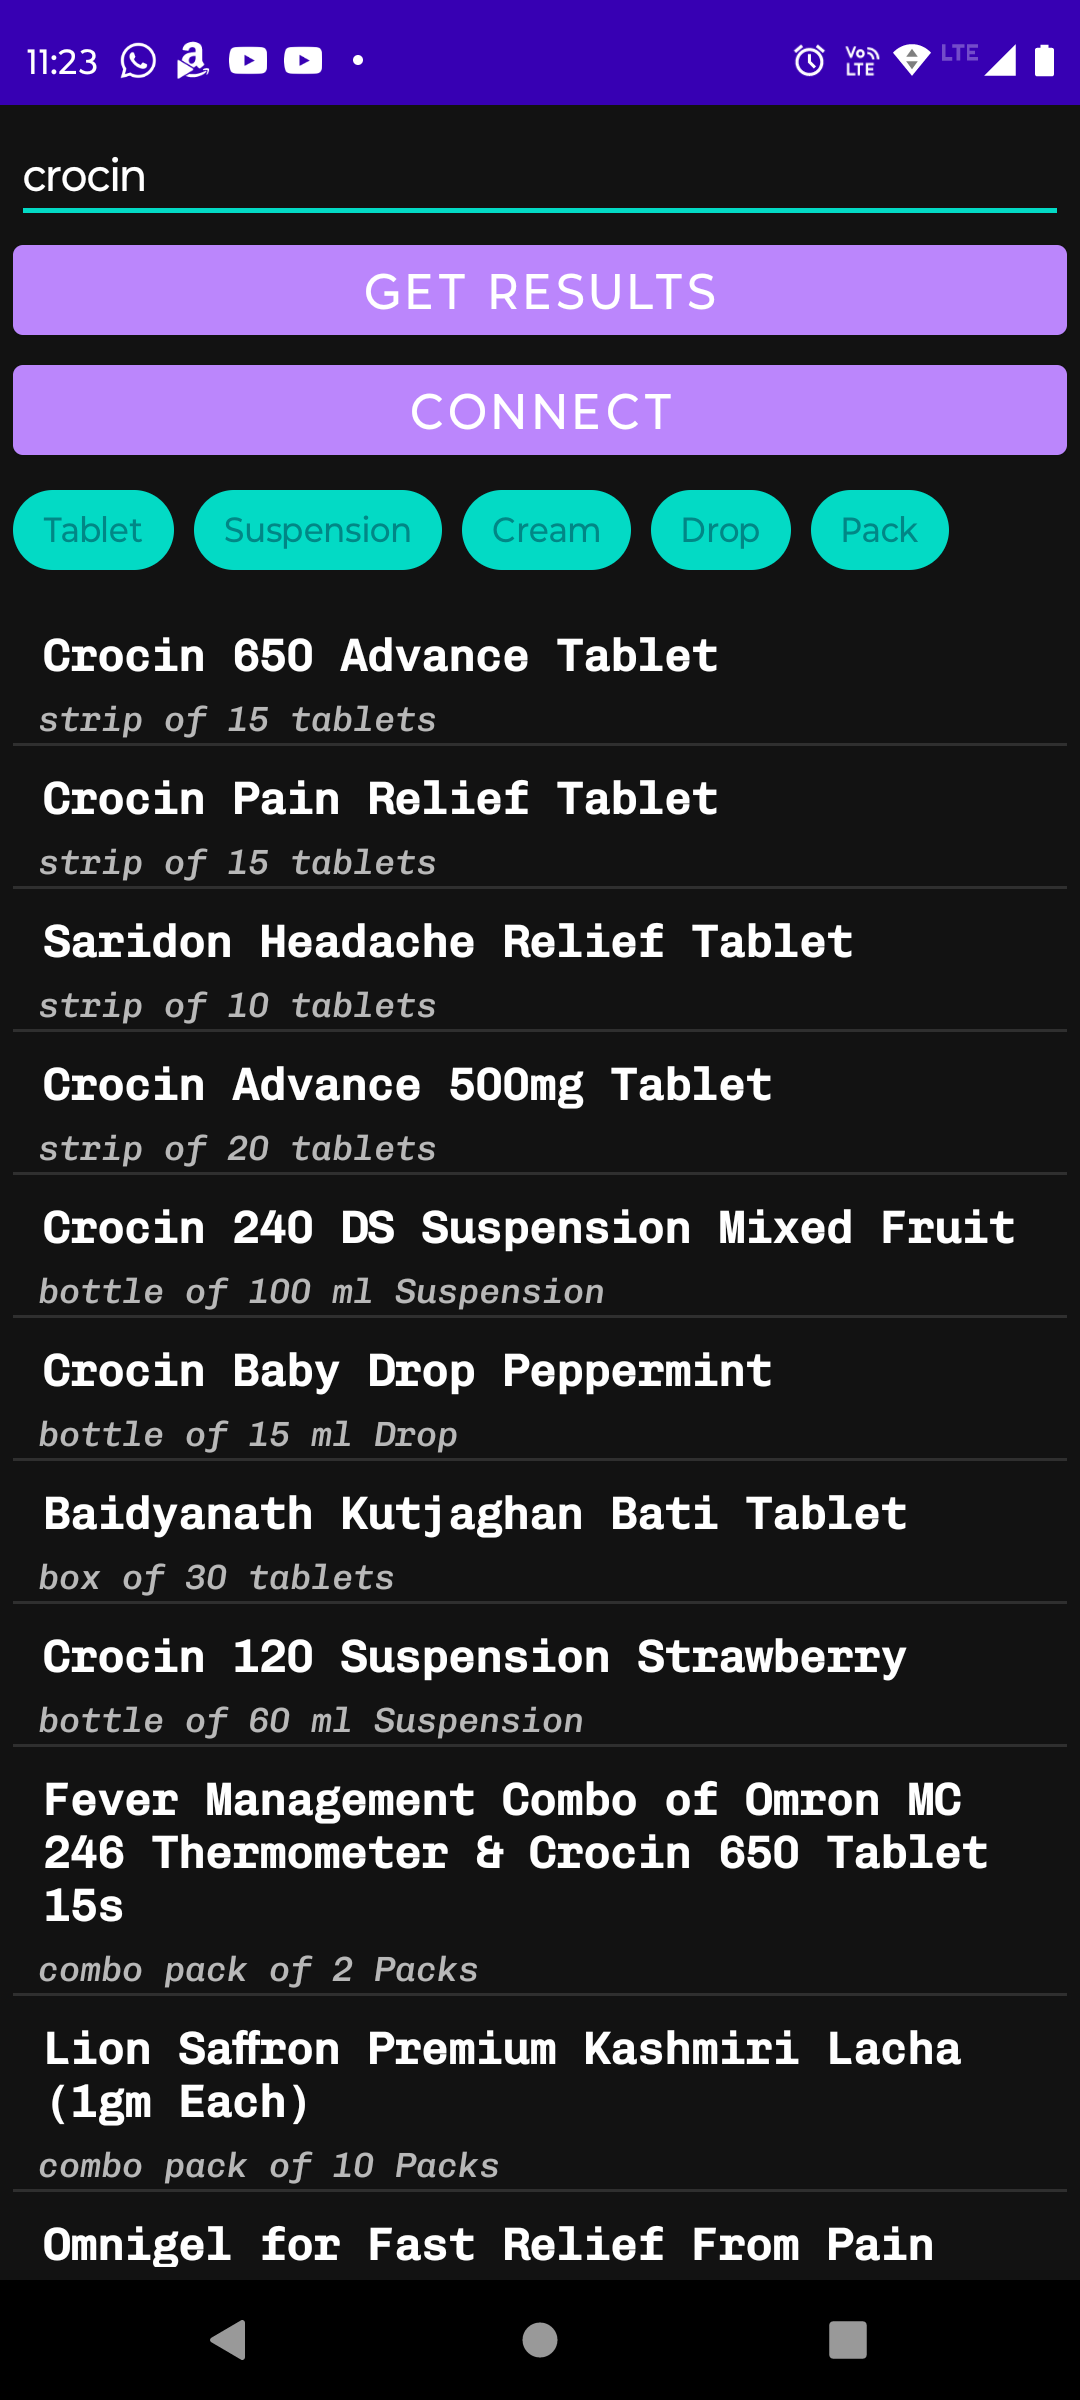 11:23 Vo LTE LTE
crocin
GET RESULTS
CONNECT
Tablet Suspension Cream Drop Pack
Crocin 650 Advance Tablet
strip of 15 tablets
Crocin Pain Relief Tablet
strip of 15 tablets
Saridon Headache Relief Tablet
strip of 10 tablets
Crocin Advance 500mg Tablet
strip of 20 tablets
Crocin 240 DS Suspension Mixed Fruit
bottle of 100 ml Suspension
Crocin Baby Drop Peppermint
bottle of 15 ml Drop
Baidyanath Kutjaghan Bati Tablet
box of 30 tablets
Crocin 120 Suspension Strawberry
bottle of 60 ml Suspension
Fever Management Combo of Omron MC
246 Thermometer & Crocin 650 Tablet
15s
combo pack of 2 Packs
Lion Saffron Premium Kashmiri Lacha
(1gm Each)
combo pack of 10 Packs
Omnigel for Fast Relief From Pain